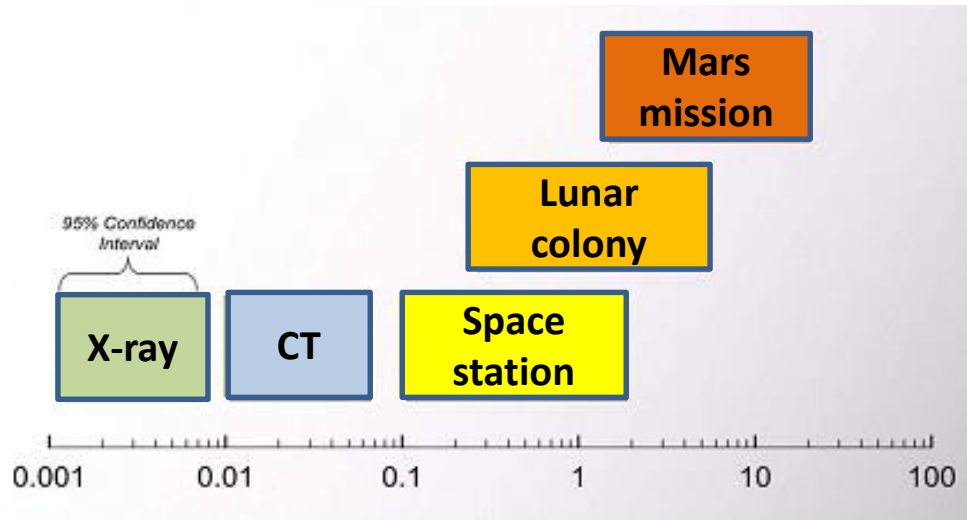 Mars
mission
Lunar
colony
95% Confidence
Interval
X-ray
CT
Space
station
0.001
0.01
0.1
1
10
100